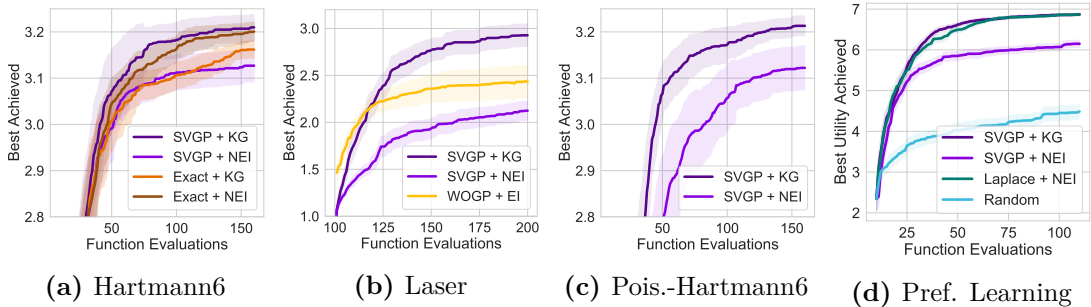 Best Achieved
3.2
3.1
3.0
2.9
2.8
50
100
150
Function Evaluations
SVGP + KG
SVGP + NEI
Exact + KG
Exact + NEI
(a) Hartmann6
Best Achieved
3.0
2.5
2.0
1.5
1.0
100
125
150
175
200
Function Evaluations
SVGP + KG
SVGP + NEI
WOGP + EI
(b) Laser
Best Achieved
3.2
3.1
3.0
2.9
2.8
50
100
150
Function Evaluations
SVGP + KG
SVGP + NEI
(c) Pois.-Hartmann6
Best Utility Achieved
7
6
5
4
3
2
25
50
75
100
Function Evaluations
SVGP + KG
SVGP + NEI
Laplace + NEI
Random
(d) Pref. Learning